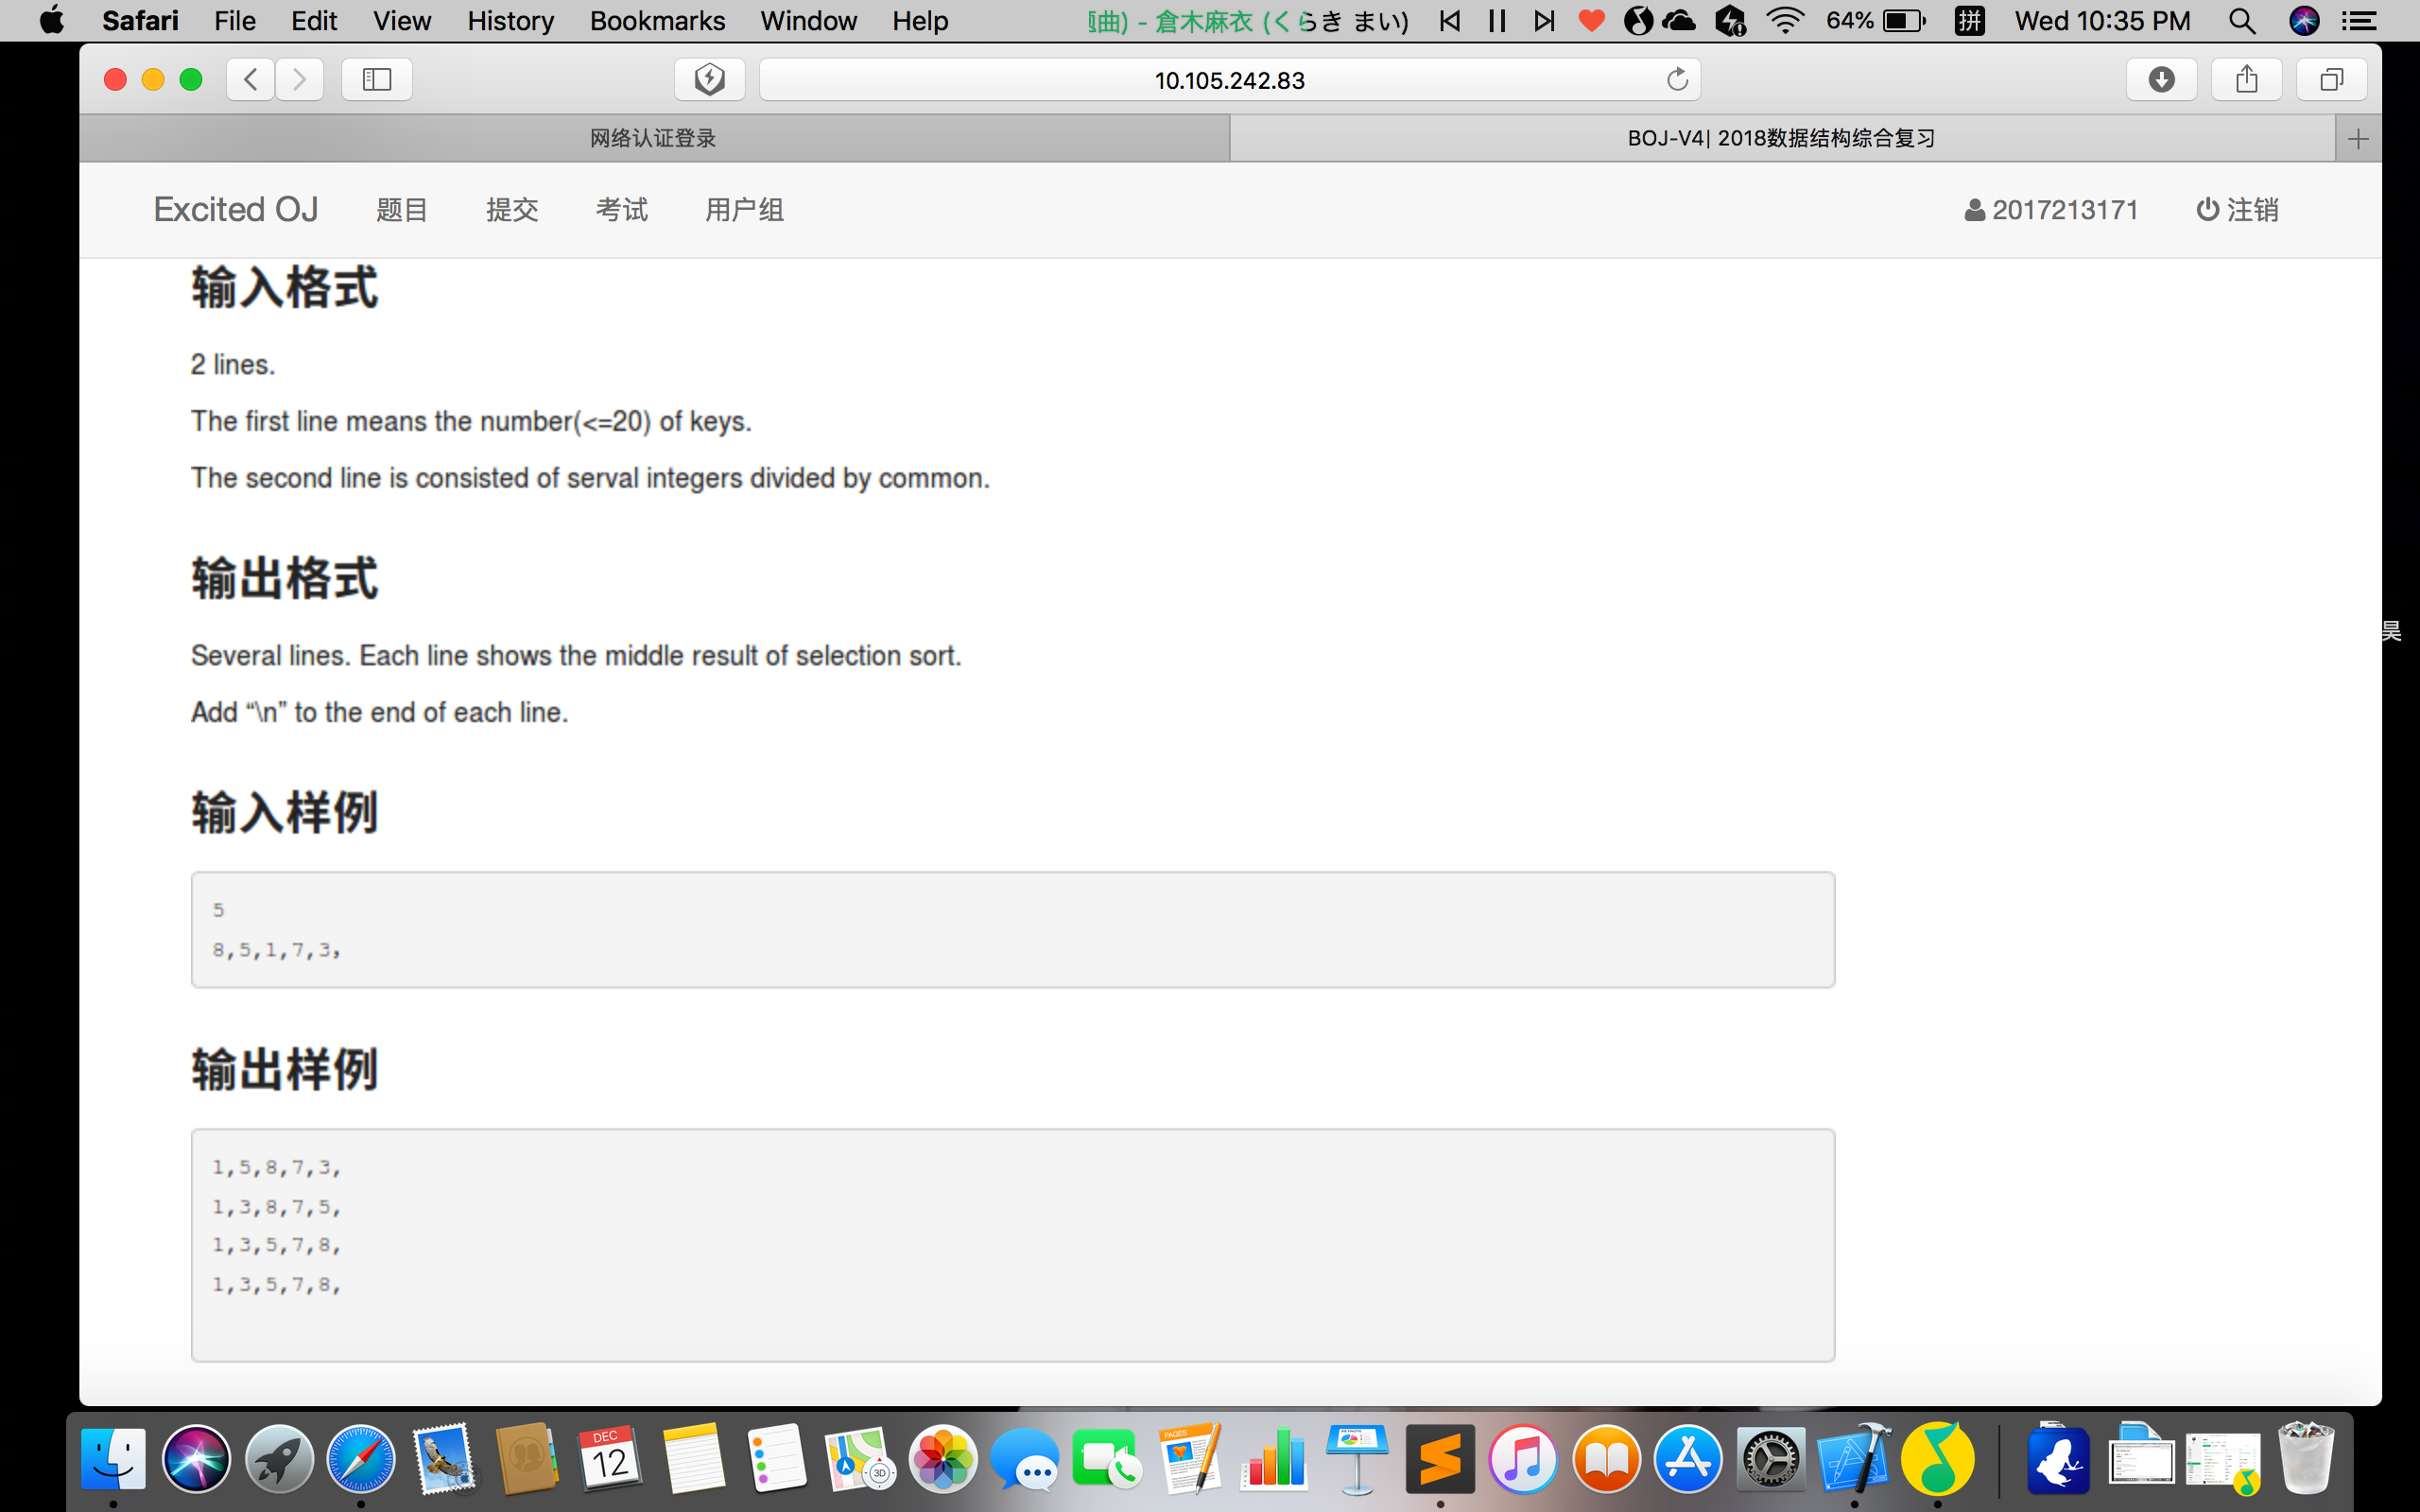 Safari File Edit View History Bookmarks Window Help 曲) - 倉木麻衣 (くらき まい) 64% 拼 Wed 10:35 PM
10.105.242.83
网络认证登录 BOJ-V4| 2018数据结构综合复习
Excited OJ 题目 提交 考试 用户组 2017213171 注销
输入格式
2 lines.
The first line means the number(<=20) of keys.
The second line is consisted of serval integers divided by common.
输出格式
昊
Several lines. Each line shows the middle result of selection sort.
Add “\n” to the end of each line.
输入样例
5
8,5,1,7,3,
输出样例
1,5,8,7,3,
1,3,8,7,5,
1,3,5,7,8,
1,3,5,7,8,
DEC
12
PAGES
3D